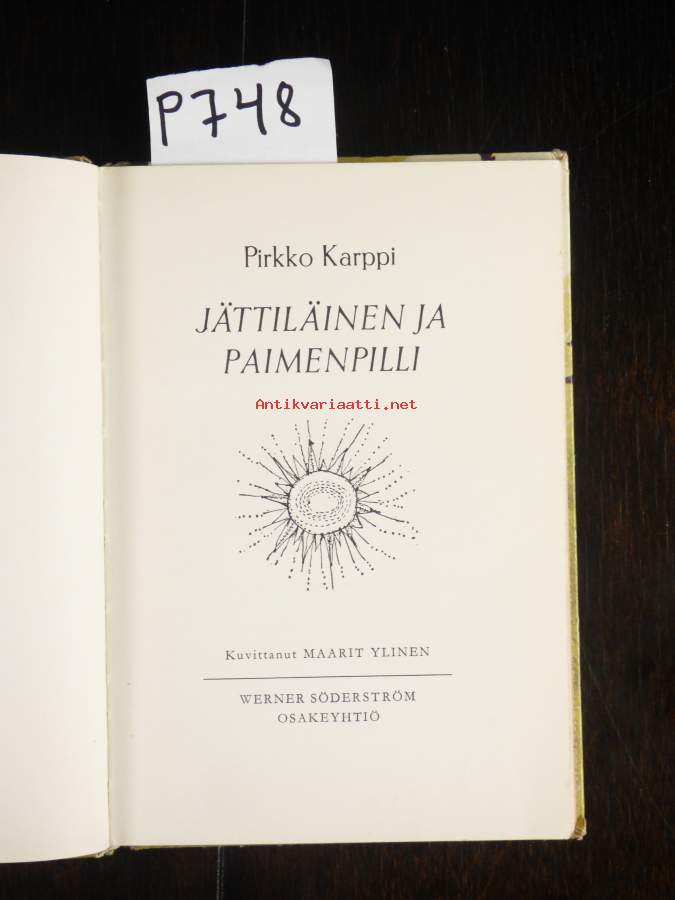 P748
Pirkko Karppi
JÄTTILÄINEN JA
PAIMENPILLI
Antikvariaatti.net
Kuvittanut MAARIT YLINEN
WERNER SÖDERSTRÖM
OSAKEYHTIÖ